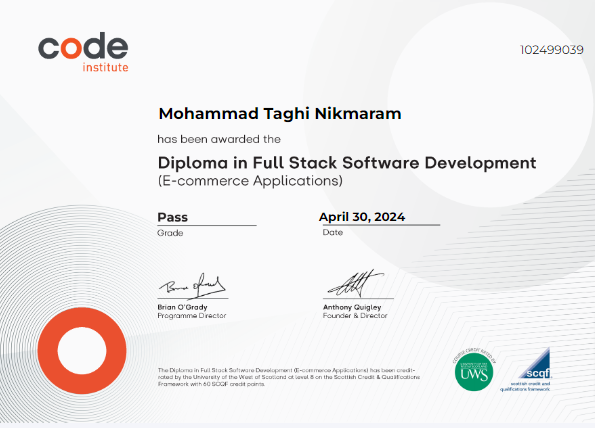 code
institute
102499039
Mohammad Taghi Nikmaram
has been awarded the
Diploma in Full Stack Software Development
(E-commerce Applications)
Pass
April 30, 2024
Grade
Date
Brian O'Grady
Programme Director
Anthony Quigley
Founder & Director
The Diploma in Full Stack Software Development (E-commerce Applications) has been credit-
rated by the University of the West of Scotland at level 8 on the Scottish Credit & Qualifications
Framework with 60 SCQF credit points.
UWS
scqf
scottish credit and
qualifications framework